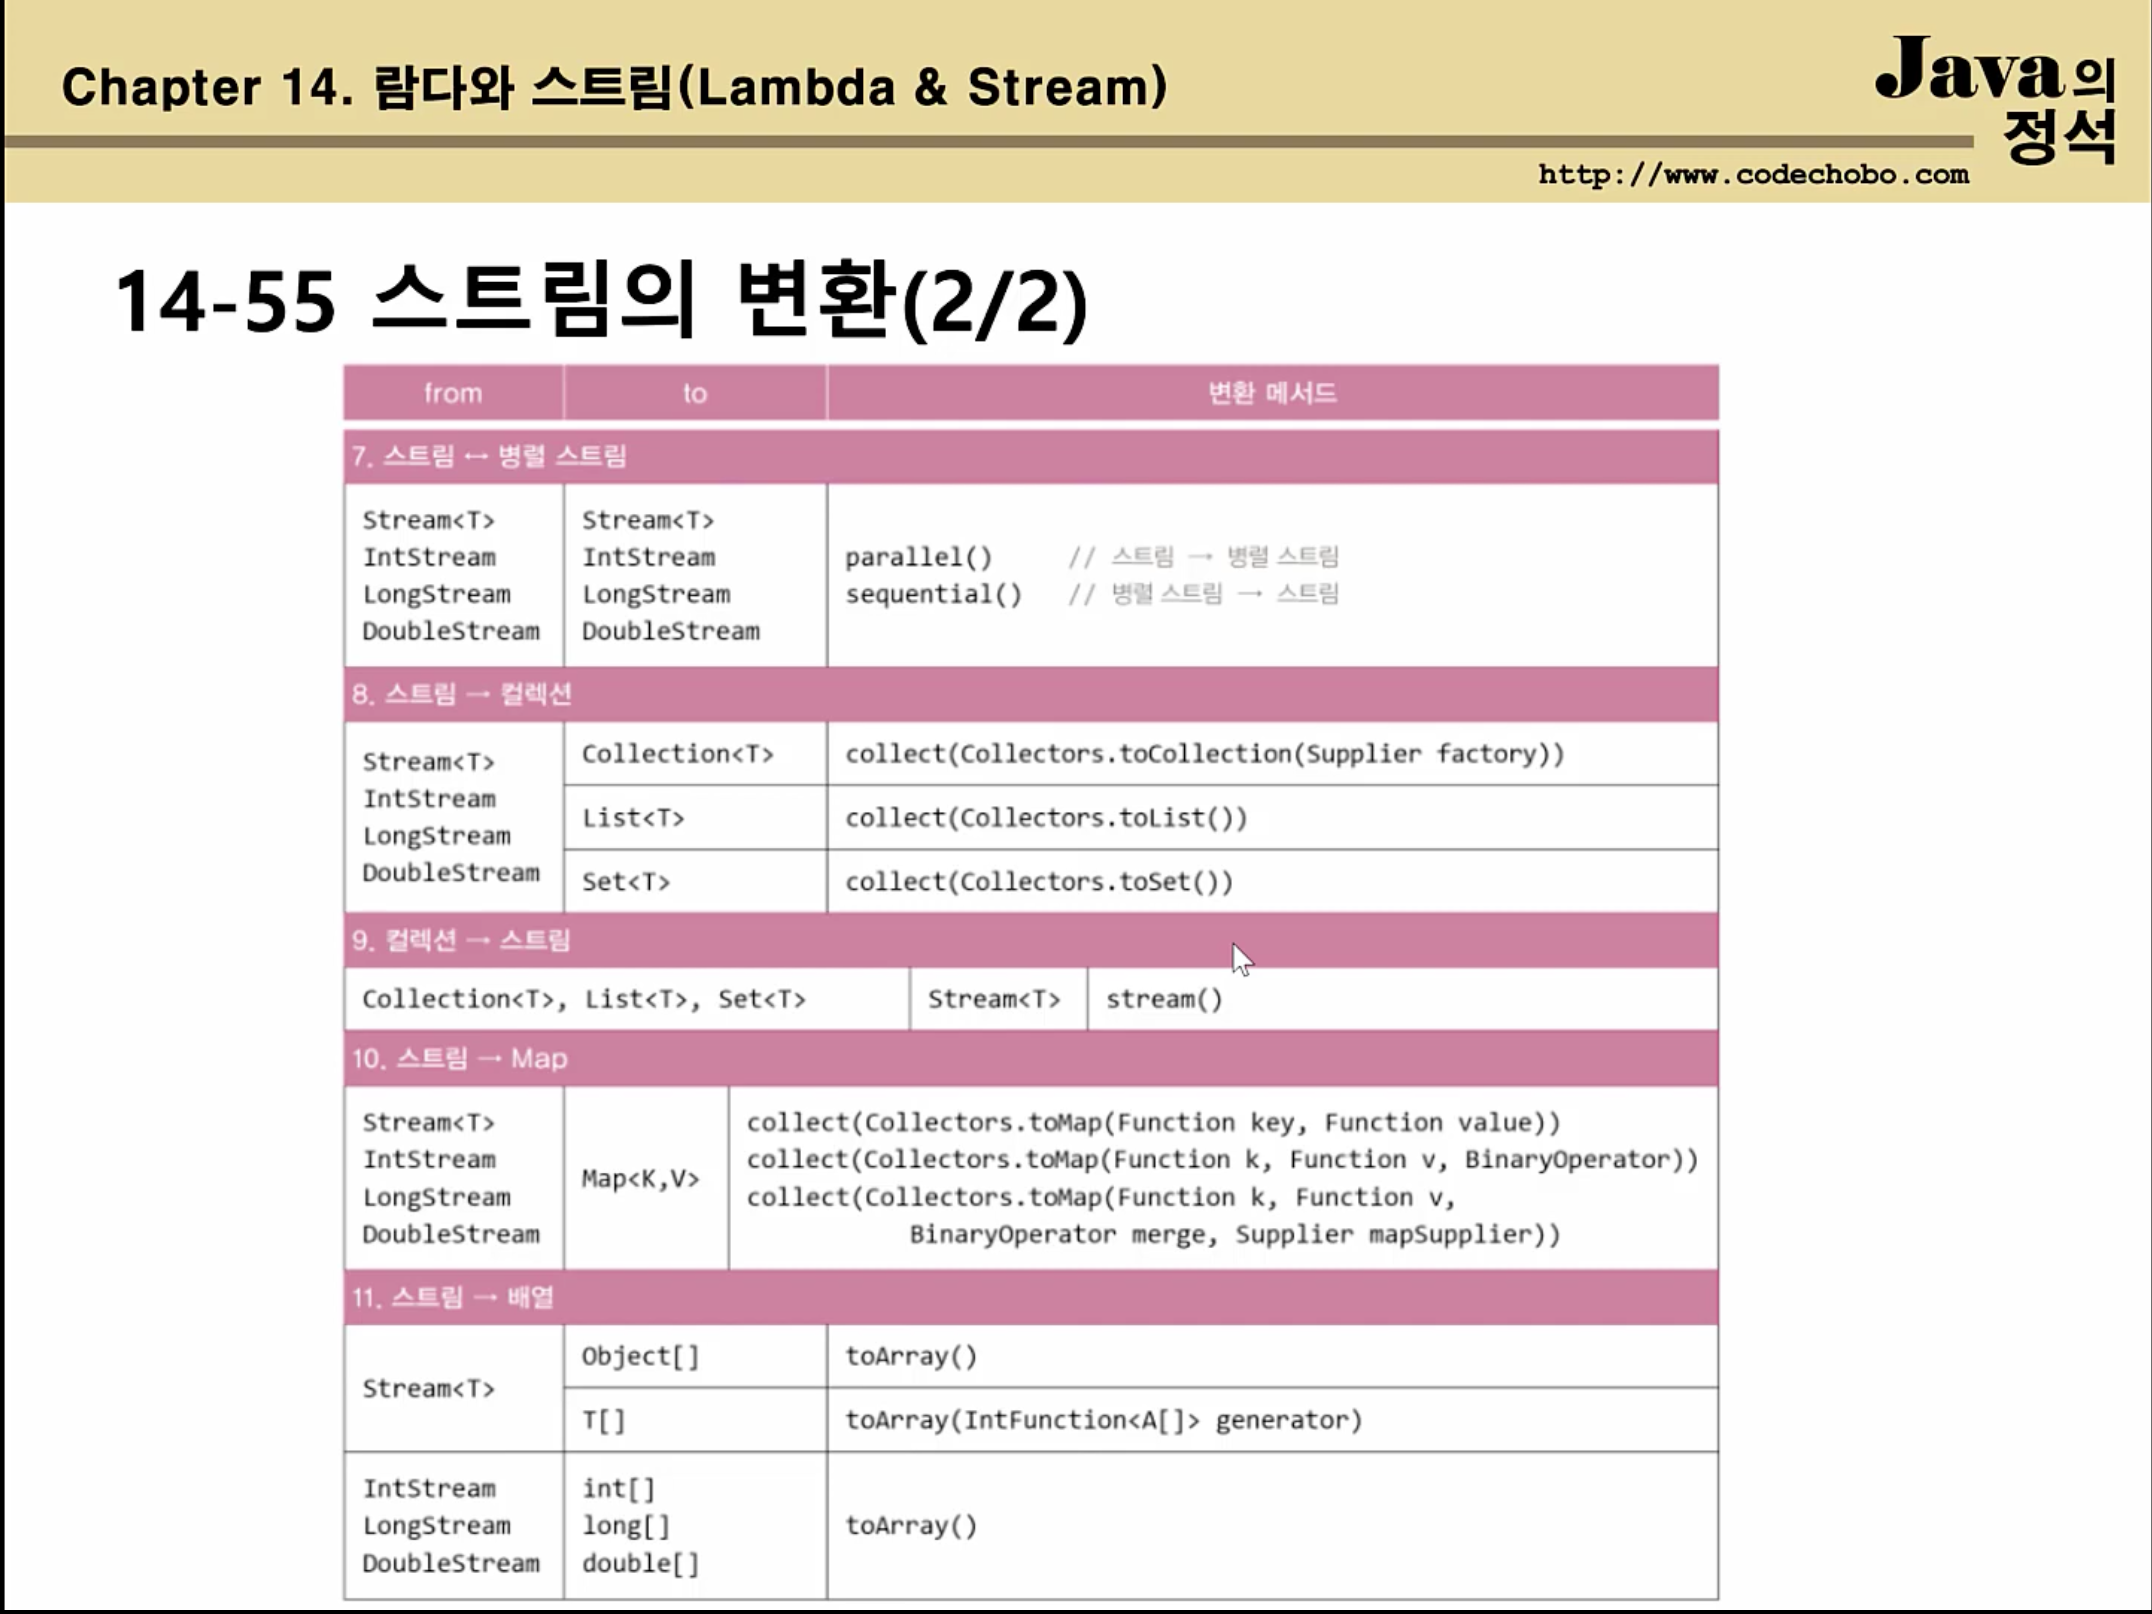 Chapter 14. 람다와 스트림(Lambda & Stream)
Java의
정석
http://www.codechobo.com
14-55 스트림의 변환(2/2)
from to 변환 메서드
7. 스트림 ↔ 병렬 스트림
Stream<T> Stream<T>
IntStream IntStream parallel() // 스트림 → 병렬 스트림
LongStream LongStream sequential() // 병렬 스트림 → 스트림
DoubleStream DoubleStream
8. 스트림 → 컬렉션
Stream<T>
IntStream
LongStream
DoubleStream
Collection<T> collect(Collectors.toCollection(Supplier factory))
List<T> collect(Collectors.toList())
Set<T> collect(Collectors.toSet())
9. 컬렉션 → 스트림
Collection<T>, List<T>, Set<T> Stream<T> stream()
10. 스트림 → Map
Stream<T>
IntStream
LongStream
DoubleStream
Map<K,V>
collect(Collectors.toMap(Function key, Function value))
collect(Collectors.toMap(Function k, Function v, BinaryOperator))
collect(Collectors.toMap(Function k, Function v,
BinaryOperator merge, Supplier mapSupplier))
11. 스트림 → 배열
Stream<T>
Object[] toArray()
T[] toArray(IntFunction<A[]> generator)
IntStream int[]
LongStream long[] toArray()
DoubleStream double[]